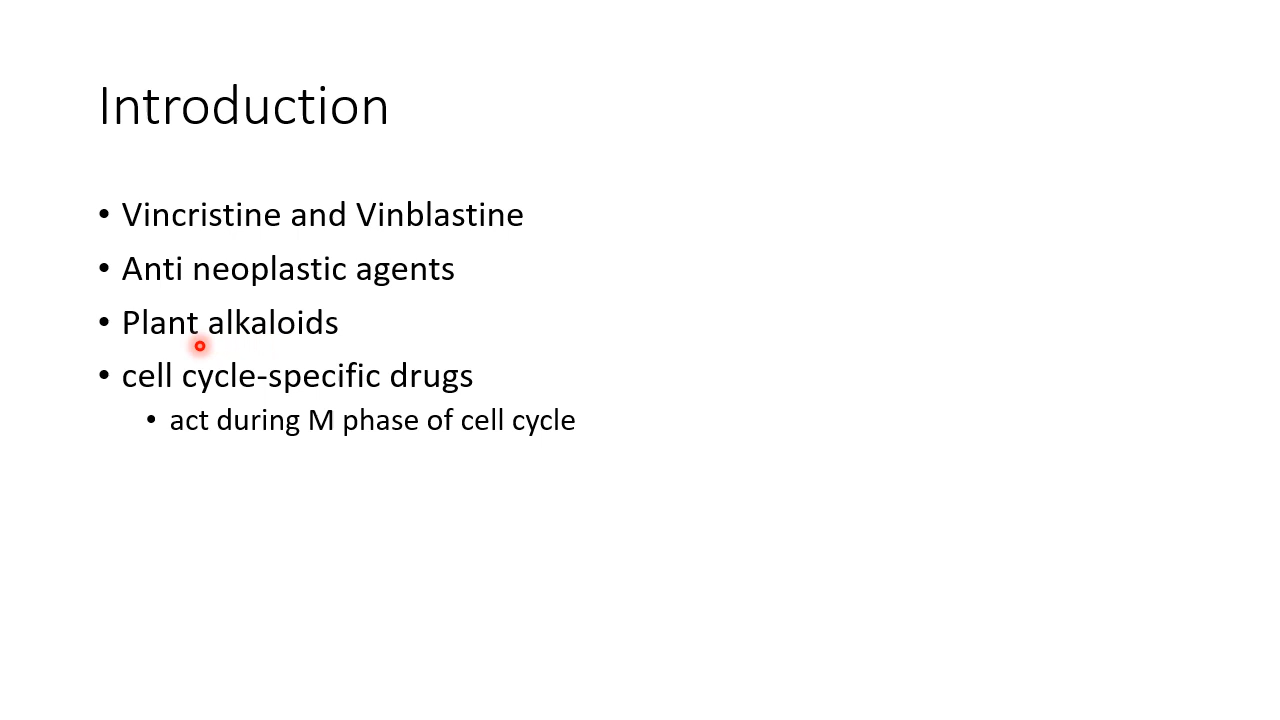 Introduction
• Vincristine and Vinblastine
• Anti neoplastic agents
• Plant alkaloids
• cell cycle-specific drugs
• act during M phase of cell cycle